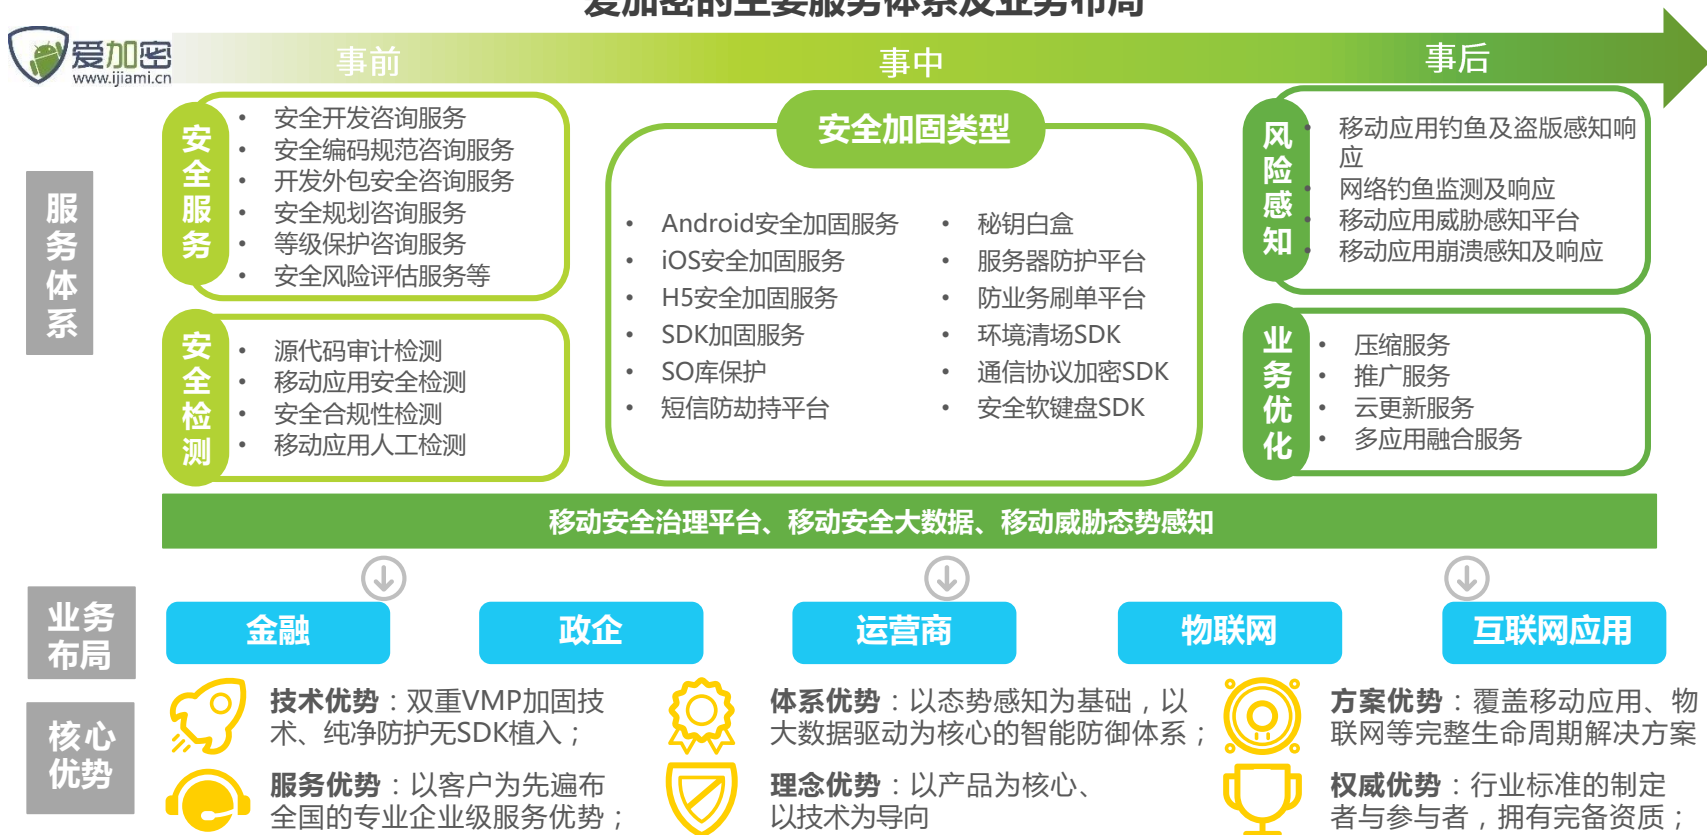 爱加密的主要服务体系及业务布局
爱加密
www.ijiami.cn
事前
事中
事后
服务体系
安全服务
• 安全开发咨询服务
• 安全编码规范咨询服务
• 开发外包安全咨询服务
• 安全规划咨询服务
• 等级保护咨询服务
• 安全风险评估服务等
安全检测
• 源代码审计检测
• 移动应用安全检测
• 安全合规性检测
• 移动应用人工检测
安全加固类型
• Android安全加固服务
• iOS安全加固服务
• H5安全加固服务
• SDK加固服务
• SO库保护
• 短信防劫持平台
• 秘钥白盒
• 服务器防护平台
• 防业务刷单平台
• 环境清场SDK
• 通信协议加密SDK
• 安全软键盘SDK
风险感知
• 移动应用钓鱼及盗版感知响
应
• 网络钓鱼监测及响应
• 移动应用威胁感知平台
• 移动应用崩溃感知及响应
业务优化
• 压缩服务
• 推广服务
• 云更新服务
• 多应用融合服务
移动安全治理平台、移动安全大数据、移动威胁态势感知
业务
布局
金融
政企
运营商
物联网
互联网应用
核心
优势
技术优势：双重VMP加固技
术、纯净防护无SDK植入；
体系优势：以态势感知为基础，以
大数据驱动为核心的智能防御体系；
方案优势：覆盖移动应用、物
联网等完整生命周期解决方案
服务优势：以客户为先遍布
全国的专业企业级服务优势；
理念优势：以产品为核心、
以技术为导向
权威优势：行业标准的制定
者与参与者，拥有完备资质；